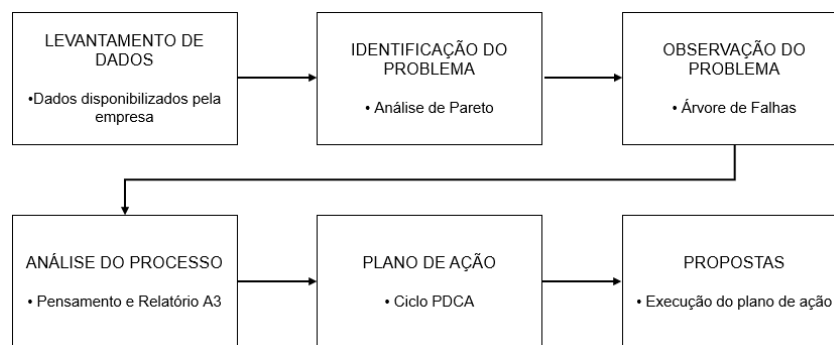 LEVANTAMENTO DE
DADOS
•Dados disponibilizados pela
empresa
IDENTIFICAÇÃO DO
PROBLEMA
• Análise de Pareto
OBSERVAÇÃO DO
PROBLEMA
• Árvore de Falhas
ANÁLISE DO PROCESSO
• Pensamento e Relatório A3
PLANO DE AÇÃO
• Ciclo PDCA
PROPOSTAS
• Execução do plano de ação